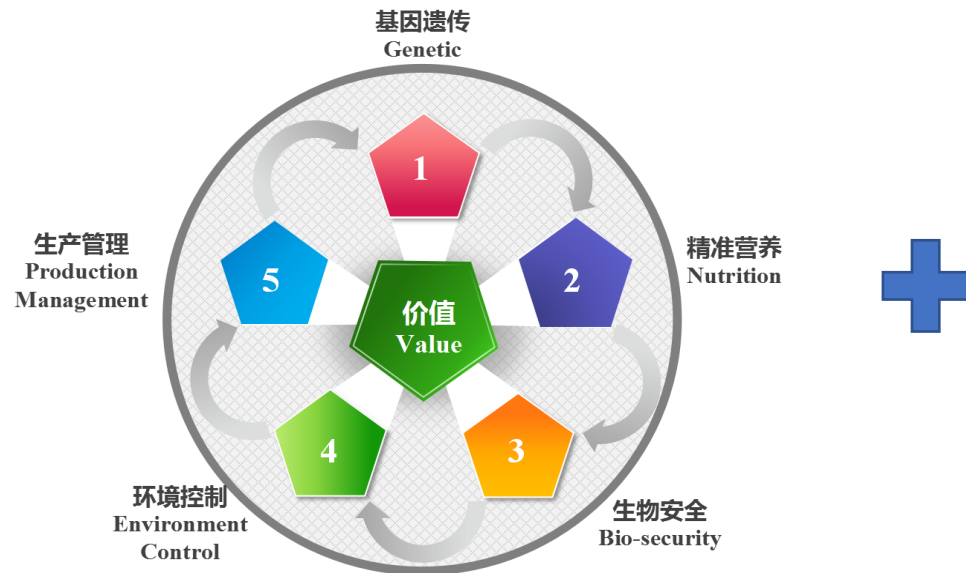 基因遗传
Genetic
1
生产管理
Production
Management
5
2
精准营养
Nutrition
价值
Value
4
3
环境控制
Environment
Control
生物安全
Bio-security